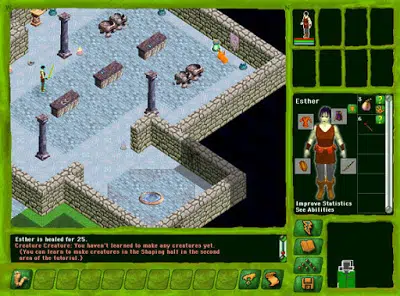 Esther
Improve Statistics
See Abilities
Esther is healed for 25.
Creature Creature: You haven't learned to make any creatures yet.
(You can learn to make creatures in the Shaping hall in the second
area of the tutorial.)